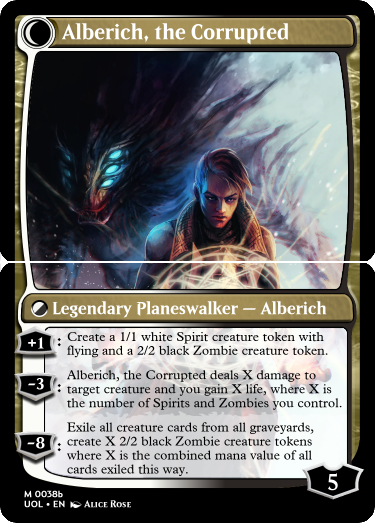 Alberich, the Corrupted
Legendary Planeswalker — Alberich
+1: Create a 1/1 white Spirit creature token with
flying and a 2/2 black Zombie creature token.
-3: Alberich, the Corrupted deals X damage to
target creature and you gain X life, where X is
the number of Spirits and Zombies you control.
-8: Exile all creature cards from all graveyards,
create X 2/2 black Zombie creature tokens
where X is the combined mana value of all
cards exiled this way.
5
M 0038b
UOL • EN Alice Rose